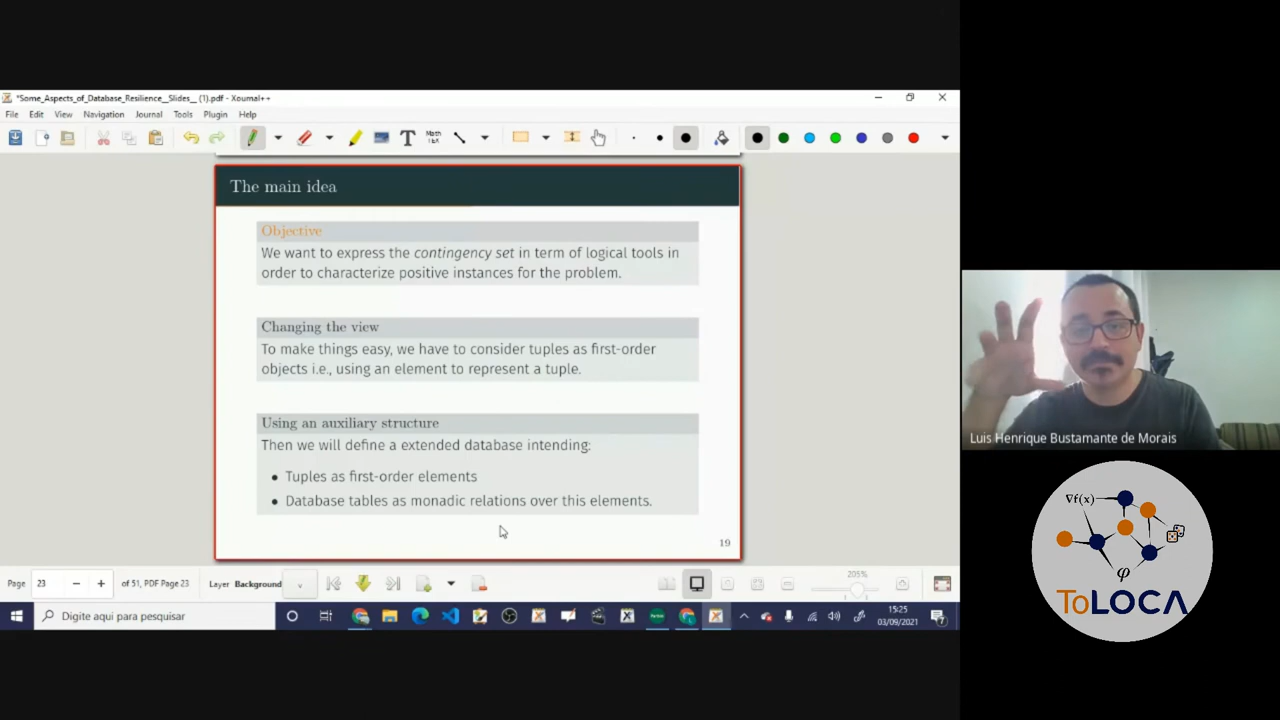 *Some_Aspects_of_Database_Resilience__Slides__ (1).pdf - Xournal++
File Edit View Navigation Journal Tools Plugin Help
T Math TEX
The main idea
Objective
We want to express the contingency set in term of logical tools in
order to characterize positive instances for the problem.
Changing the view
To make things easy, we have to consider tuples as first-order
objects i.e., using an element to represent a tuple.
Using an auxiliary structure
Then we will define a extended database intending:
• Tuples as first-order elements
• Database tables as monadic relations over this elements.
19
Page 23 − + of 51, PDF Page 23 Layer Background 205%
Digite aqui para pesquisar
15:25
03/09/2021
Luis Henrique Bustamante de Morais
∇f(x)
φ
ToLOCA